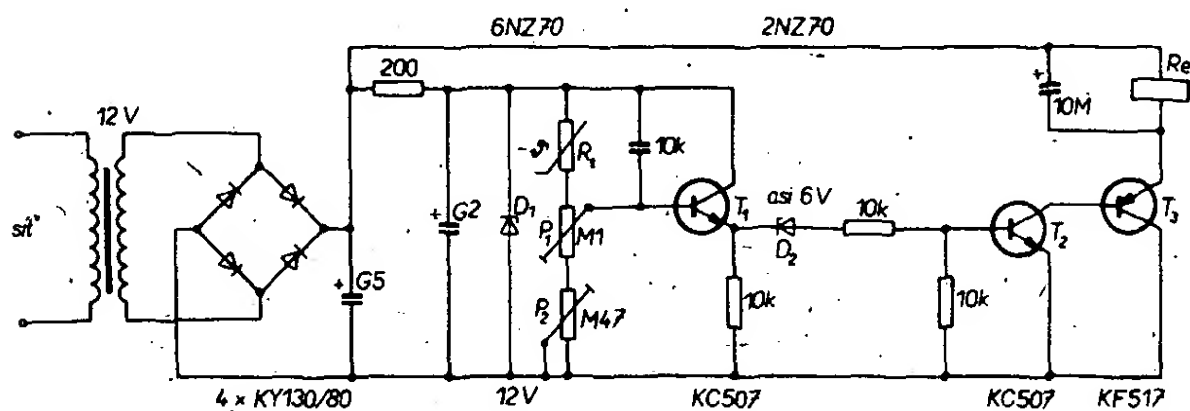 6NZ70 2NZ70
200
12 V
Re
+
10M
-ϑ R₁
10k
síť
+ G2
D₁
P₁ M1
T₁
asi 6V
10k
T₂
T₃
D₂
+ G5
P₂ M47
10k
10k
4 × KY130/80 12V KC507 KC507 KF517